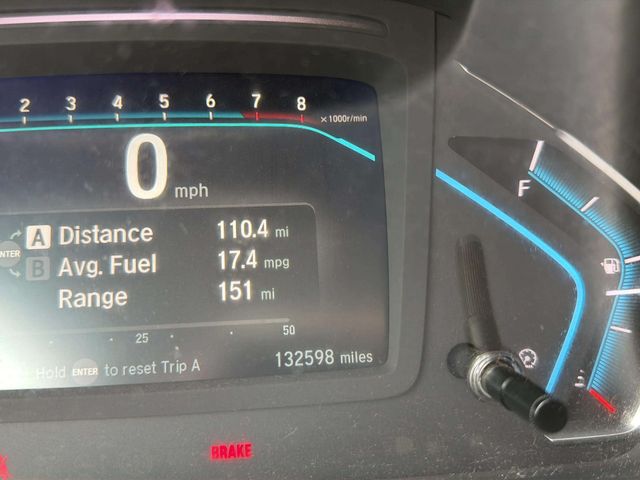 2 3 4 5 6 7 8 x1000r/min
F
0 mph
A Distance 110.4 mi
ENTER B Avg. Fuel 17.4 mpg
Range 151 mi
25 50
Hold ENTER to reset Trip A 132598 miles
BRAKE